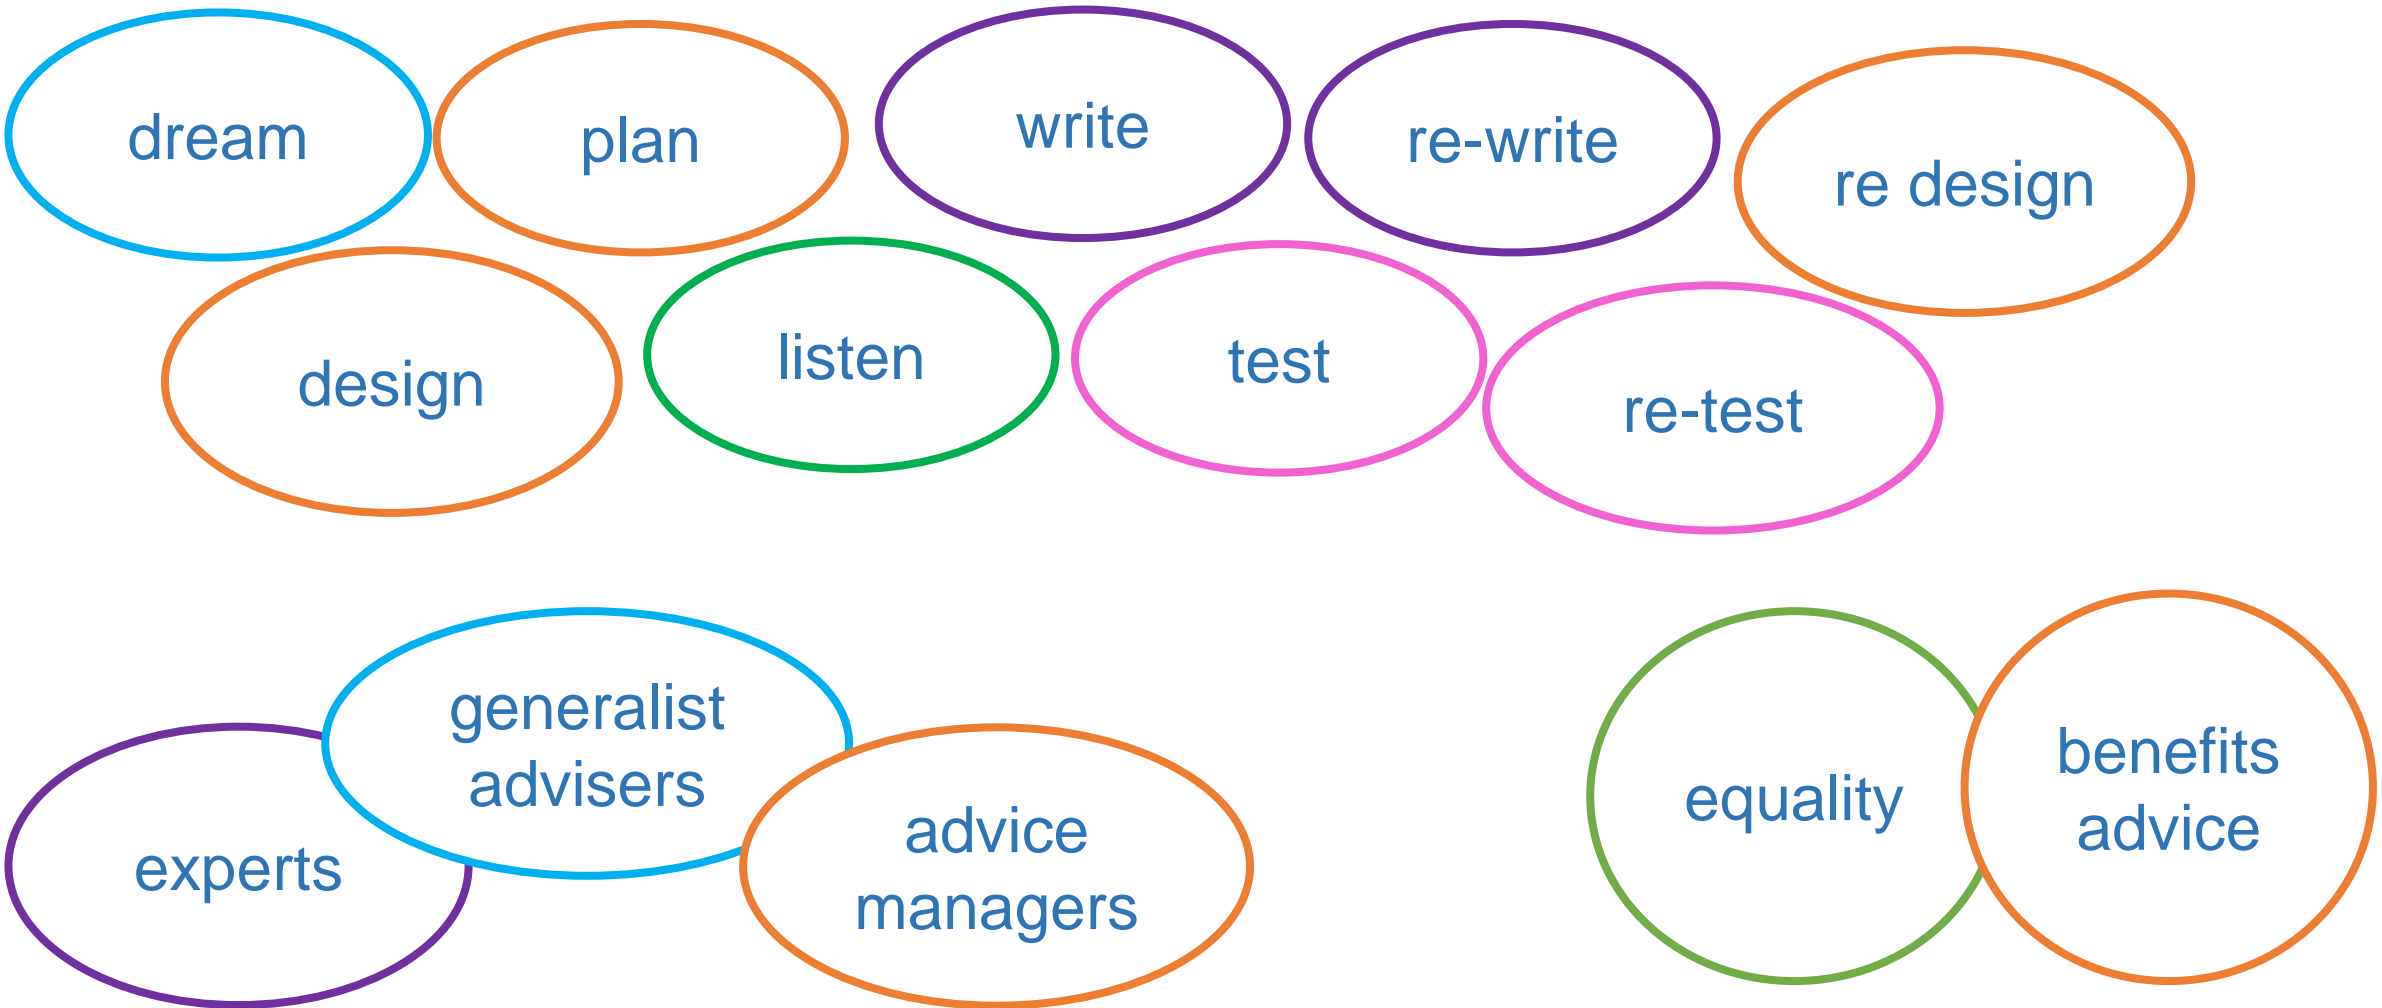 dream
plan
write
re-write
re design
design
listen
test
re-test
experts
generalist
advisers
advice
managers
equality
benefits
advice